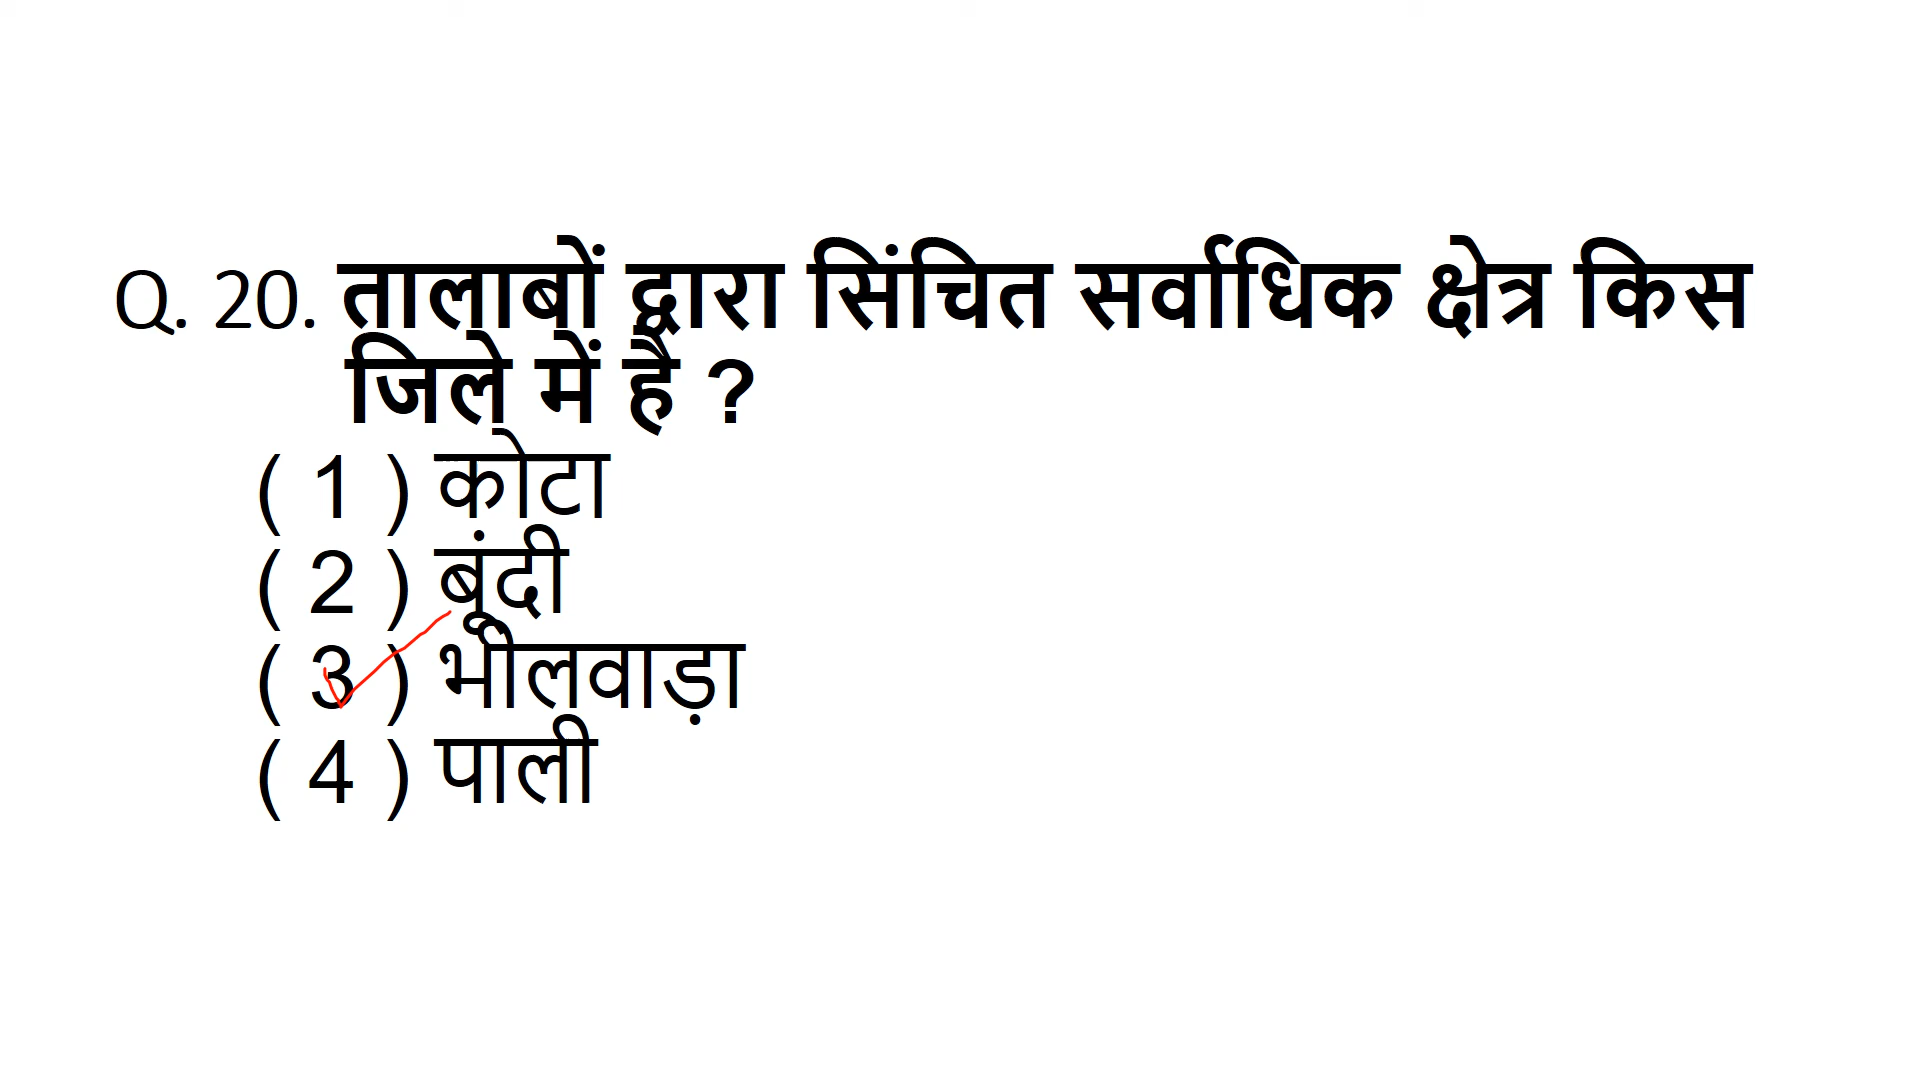 Q. 20. तालाबों द्वारा सिंचित सर्वाधिक क्षेत्र किस
जिले में है ?
( 1 ) कोटा
( 2 ) बूंदी
( 3 ) भीलवाड़ा
( 4 ) पाली